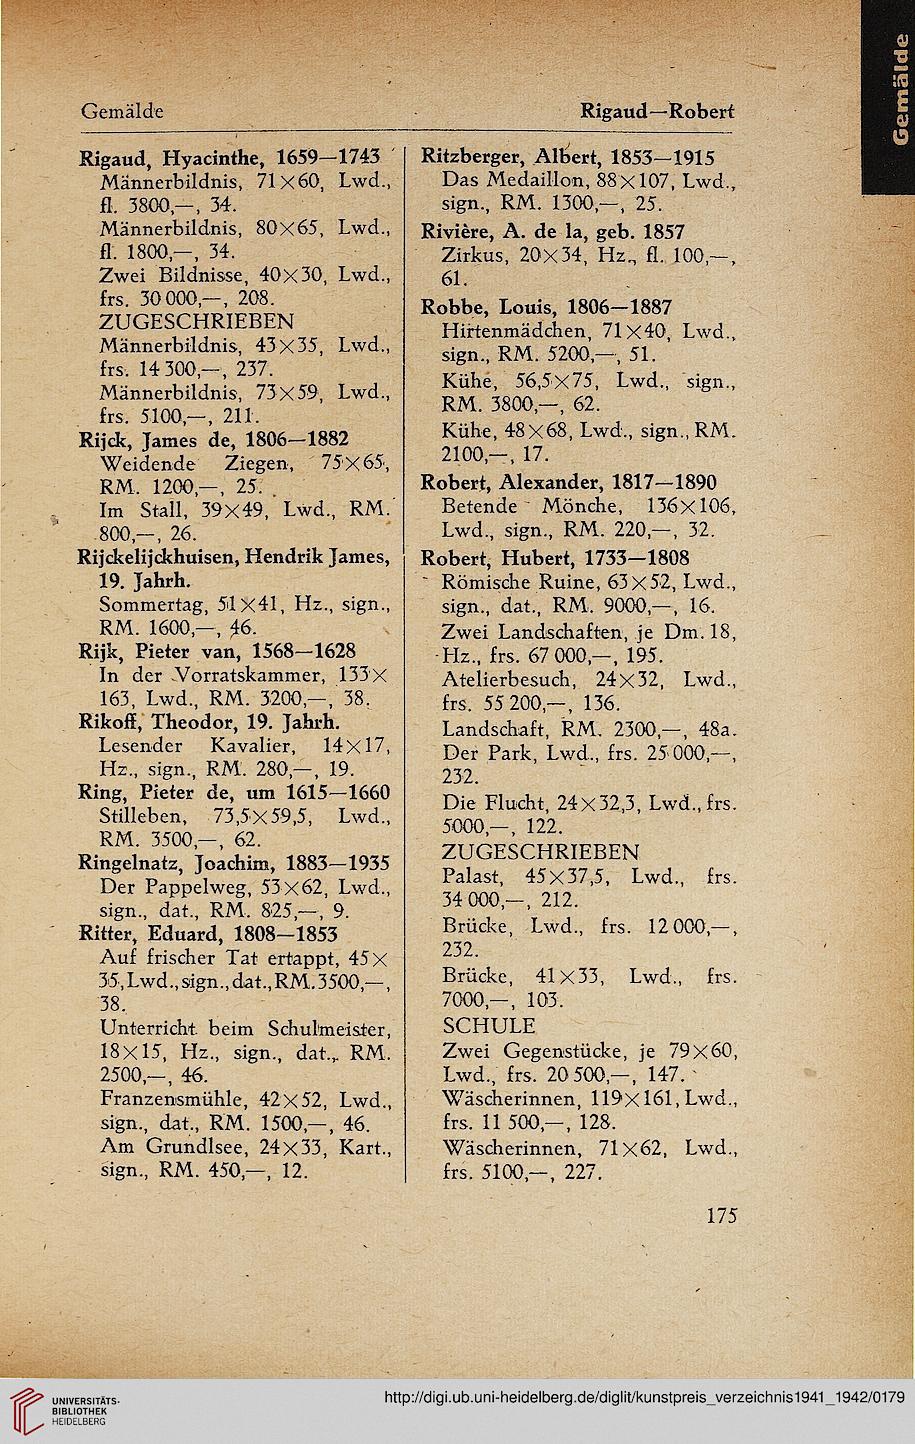 Gemälde
Rigaud—Robert
Gemälde
Rigaud, Hyacinthe, 1659—1743
Männerbildnis, 71×60, Lwd.,
fl. 3800,—, 34.
Männerbildnis, 80×65, Lwd.,
fl. 1800,—, 34.
Zwei Bildnisse, 40×30, Lwd.,
frs. 30 000,—, 208.
ZUGESCHRIEBEN
Männerbildnis, 43×35, Lwd.,
frs. 14 300,—, 237.
Männerbildnis, 73×59, Lwd.,
frs. 5100,—, 211.
Rijck, James de, 1806—1882
Weidende Ziegen, 75×65,
RM. 1200,—, 25.
Im Stall, 39×49, Lwd., RM.
800,—, 26.
Rijckelijckhuisen, Hendrik James,
19. Jahrh.
Sommertag, 51×41, Hz., sign.,
RM. 1600,—, 46.
Rijk, Pieter van, 1568—1628
In der Vorratskammer, 133×
163, Lwd., RM. 3200,—, 38.
Rikoff, Theodor, 19. Jahrh.
Lesender Kavalier, 14×17,
Hz., sign., RM. 280,—, 19.
Ring, Pieter de, um 1615—1660
Stilleben, 73,5×59,5, Lwd.,
RM. 3500,—, 62.
Ringelnatz, Joachim, 1883—1935
Der Pappelweg, 53×62, Lwd.,
sign., dat., RM. 825,—, 9.
Ritter, Eduard, 1808—1853
Auf frischer Tat ertappt, 45×
35, Lwd., sign., dat., RM. 3500,—,
38.
Unterricht beim Schulmeister,
18×15, Hz., sign., dat., RM.
2500,—, 46.
Franzensmühle, 42×52, Lwd.,
sign., dat., RM. 1500,—, 46.
Am Grundlsee, 24×33, Kart.,
sign., RM. 450,—, 12.
Ritzberger, Albert, 1853—1915
Das Medaillon, 88×107, Lwd.,
sign., RM. 1300,—, 25.
Rivière, A. de la, geb. 1857
Zirkus, 20×34, Hz., fl. 100,—,
61.
Robbe, Louis, 1806—1887
Hirtenmädchen, 71×40, Lwd.,
sign., RM. 5200,—, 51.
Kühe, 56,5×75, Lwd., sign.,
RM. 3800,—, 62.
Kühe, 48×68, Lwd., sign., RM.
2100,—, 17.
Robert, Alexander, 1817—1890
Betende Mönche, 136×106,
Lwd., sign., RM. 220,—, 32.
Robert, Hubert, 1733—1808
Römische Ruine, 63×52, Lwd.,
sign., dat., RM. 9000,—, 16.
Zwei Landschaften, je Dm. 18,
Hz., frs. 67 000,—, 195.
Atelierbesuch, 24×32, Lwd.,
frs. 55 200,—, 136.
Landschaft, RM. 2300,—, 48a.
Der Park, Lwd., frs. 25 000,—,
232.
Die Flucht, 24×32,3, Lwd., frs.
5000,—, 122.
ZUGESCHRIEBEN
Palast, 45×37,5, Lwd., frs.
34 000,—, 212.
Brücke, Lwd., frs. 12 000,—,
232.
Brücke, 41×33, Lwd., frs.
7000,—, 103.
SCHULE
Zwei Gegenstücke, je 79×60,
Lwd., frs. 20 500,—, 147.
Wäscherinnen, 119×161, Lwd.,
frs. 11 500,—, 128.
Wäscherinnen, 71×62, Lwd.,
frs. 5100,—, 227.
175
UNIVERSITÄTS-
BIBLIOTHEK
HEIDELBERG
http://digi.ub.uni-heidelberg.de/diglit/kunstpreis_verzeichnis1941_1942/0179